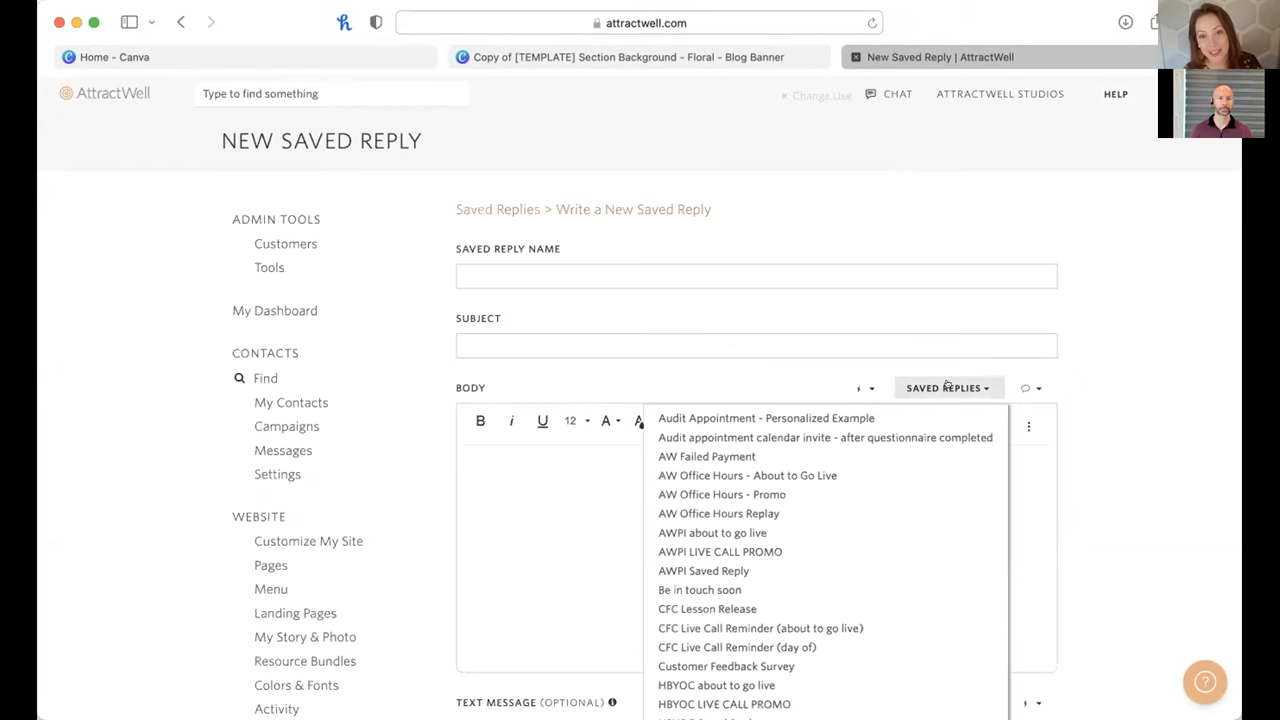 attractwell.com
Home - Canva
Copy of [TEMPLATE] Section Background - Floral - Blog Banner
New Saved Reply | AttractWell
AttractWell
Type to find something
× Change Use
CHAT
ATTRACTWELL STUDIOS
HELP
NEW SAVED REPLY
ADMIN TOOLS
Customers
Tools
My Dashboard
CONTACTS
Find
My Contacts
Campaigns
Messages
Settings
WEBSITE
Customize My Site
Pages
Menu
Landing Pages
My Story & Photo
Resource Bundles
Colors & Fonts
Activity
Saved Replies > Write a New Saved Reply
SAVED REPLY NAME
SUBJECT
BODY
SAVED REPLIES
B i U 12 A A
Audit Appointment - Personalized Example
Audit appointment calendar invite - after questionnaire completed
AW Failed Payment
AW Office Hours - About to Go Live
AW Office Hours - Promo
AW Office Hours Replay
AWPI about to go live
AWPI LIVE CALL PROMO
AWPI Saved Reply
Be in touch soon
CFC Lesson Release
CFC Live Call Reminder (about to go live)
CFC Live Call Reminder (day of)
Customer Feedback Survey
HBYOC about to go live
HBYOC LIVE CALL PROMO
TEXT MESSAGE (OPTIONAL)